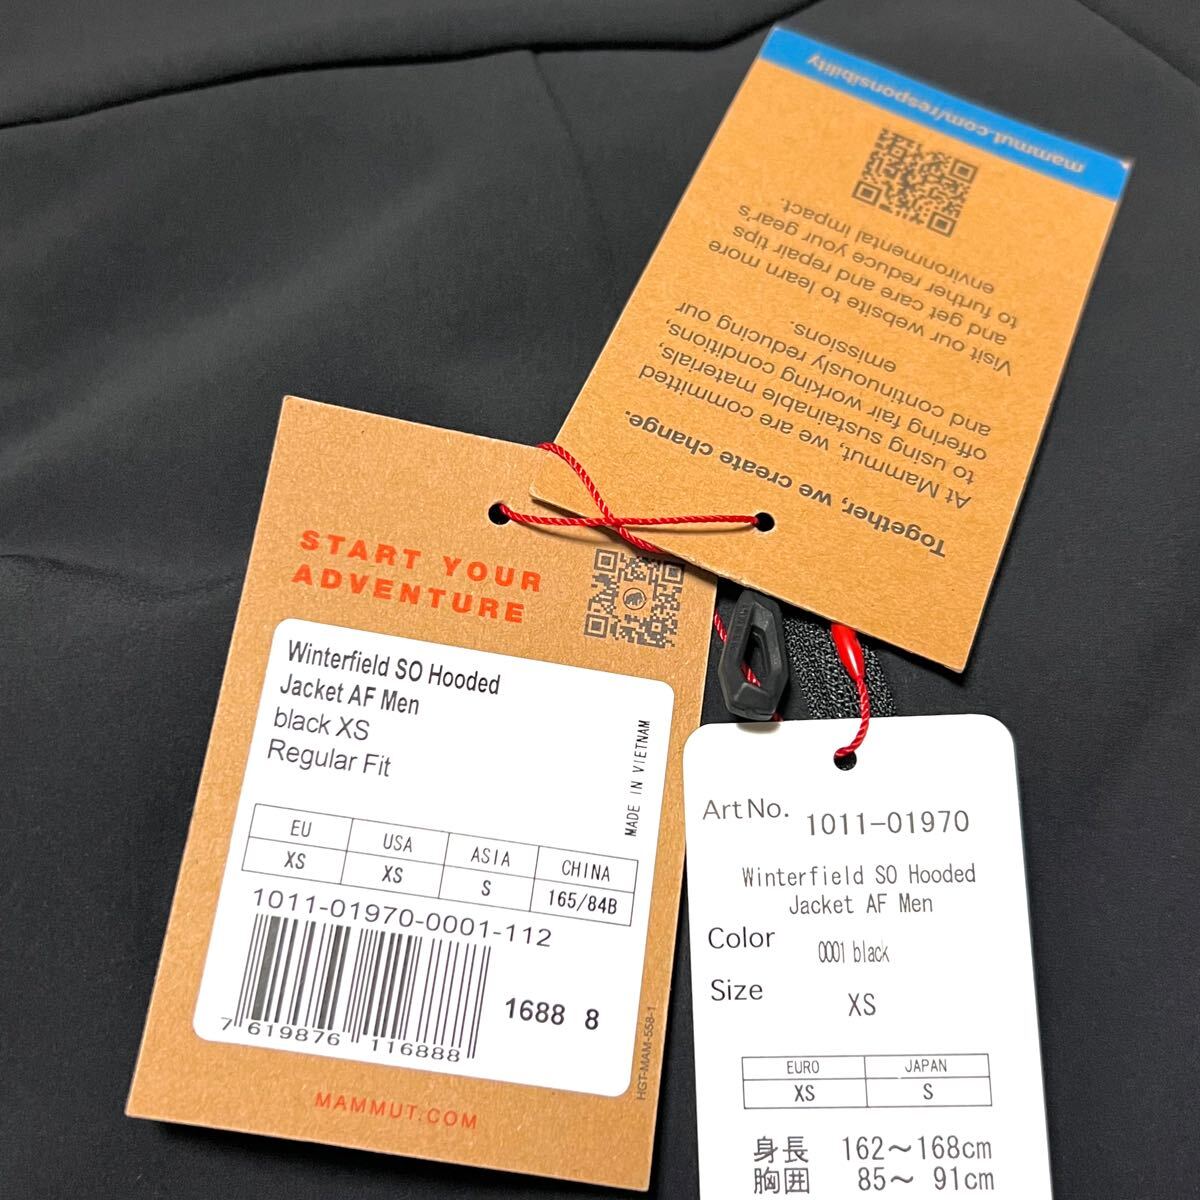 mammut.com/responsibility
Together, we create change.
At Mammut, we are committed
to using sustainable materials,
offering fair working conditions,
and continuously reducing our
emissions.
Visit our website to learn more
and get care and repair tips
to further reduce your gear's
environmental impact.
START YOUR
ADVENTURE
Winterfield SO Hooded
Jacket AF Men
black XS
Regular Fit
MADE IN VIETNAM
EU USA ASIA CHINA
XS XS S 165/84B
1011-01970-0001-112
1688 8
7 619876 116888
HGT-MAM-558-1
MAMMUT.COM
ArtNo. 1011-01970
Winterfield SO Hooded
Jacket AF Men
Color 0001 black
Size XS
EURO JAPAN
XS S
身長 162～168cm
胸囲 85～ 91cm